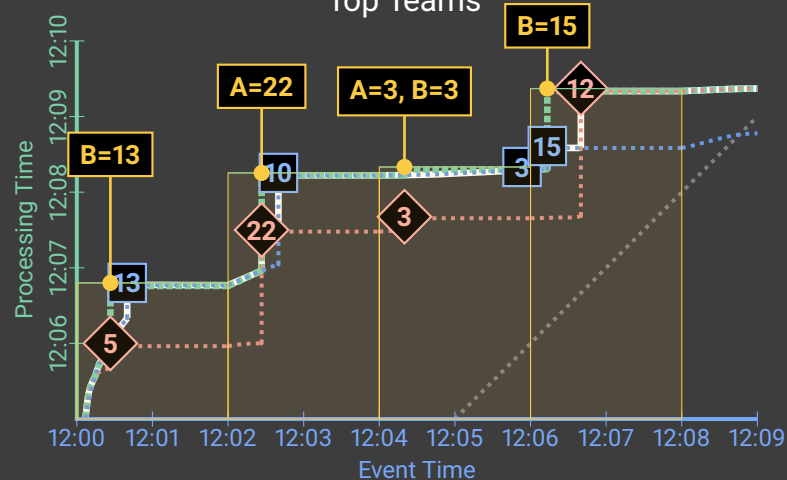 Top Teams
B=15
A=22
A=3, B=3
B=13
12:10
12:09
12:08
12:07
12:06
Processing Time
12
15
3
10
22
3
13
5
12:00 12:01 12:02 12:03 12:04 12:05 12:06 12:07 12:08 12:09
Event Time